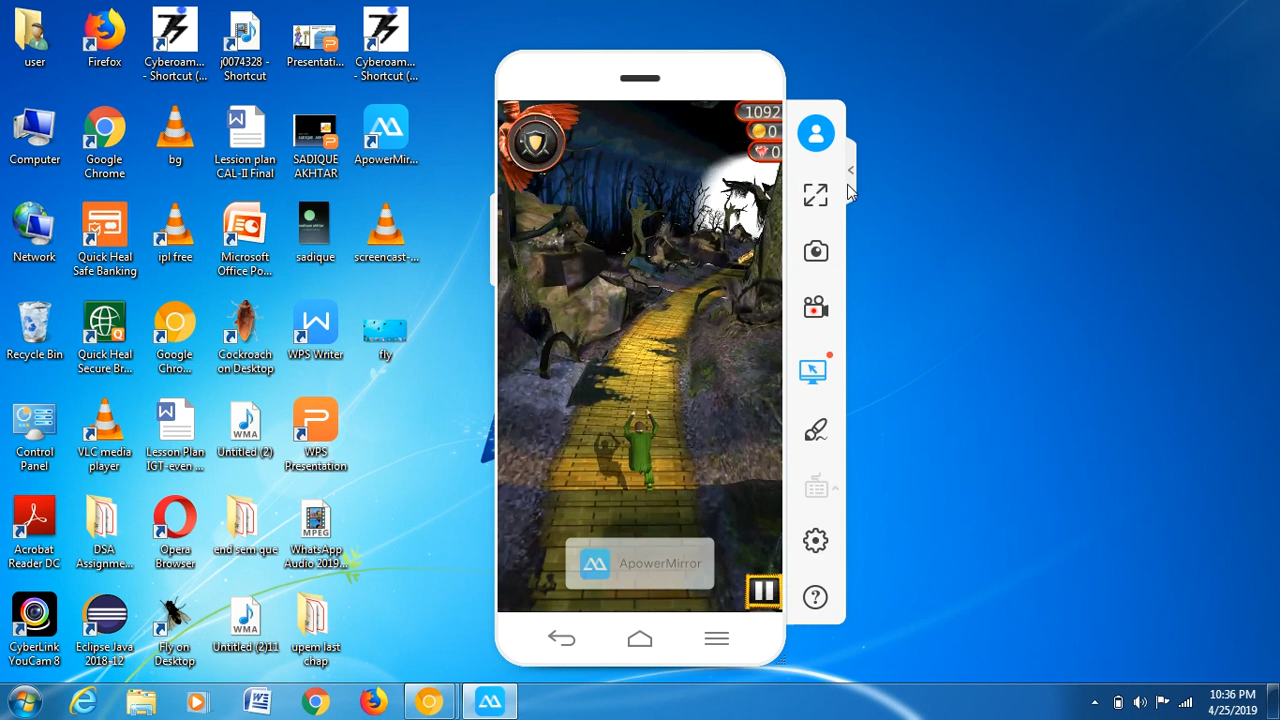 user
Firefox
Cyberoam...
- Shortcut (...
j0074328 -
Shortcut
Presentati...
Cyberoam...
- Shortcut (...
Computer
Google
Chrome
bg
Lession plan
CAL-II Final
SADIQUE
AKHTAR
ApowerMir...
Network
Quick Heal
Safe Banking
ipl free
Microsoft
Office Po...
sadique
screencast-...
Recycle Bin
Quick Heal
Secure Br...
Google
Chro...
Cockroach
on Desktop
WPS Writer
fly
Control
Panel
VLC media
player
Lesson Plan
IGT-even ...
WMA
Untitled (2)
WPS
Presentation
Acrobat
Reader DC
DSA
Assignme...
Opera
Browser
end sem que
MPEG
WhatsApp
Audio 2019...
CyberLink
YouCam 8
Eclipse Java
2018-12
Fly on
Desktop
WMA
Untitled (2)11
upem last
chap
1092
0
0
ApowerMirror
10:36 PM
4/25/2019